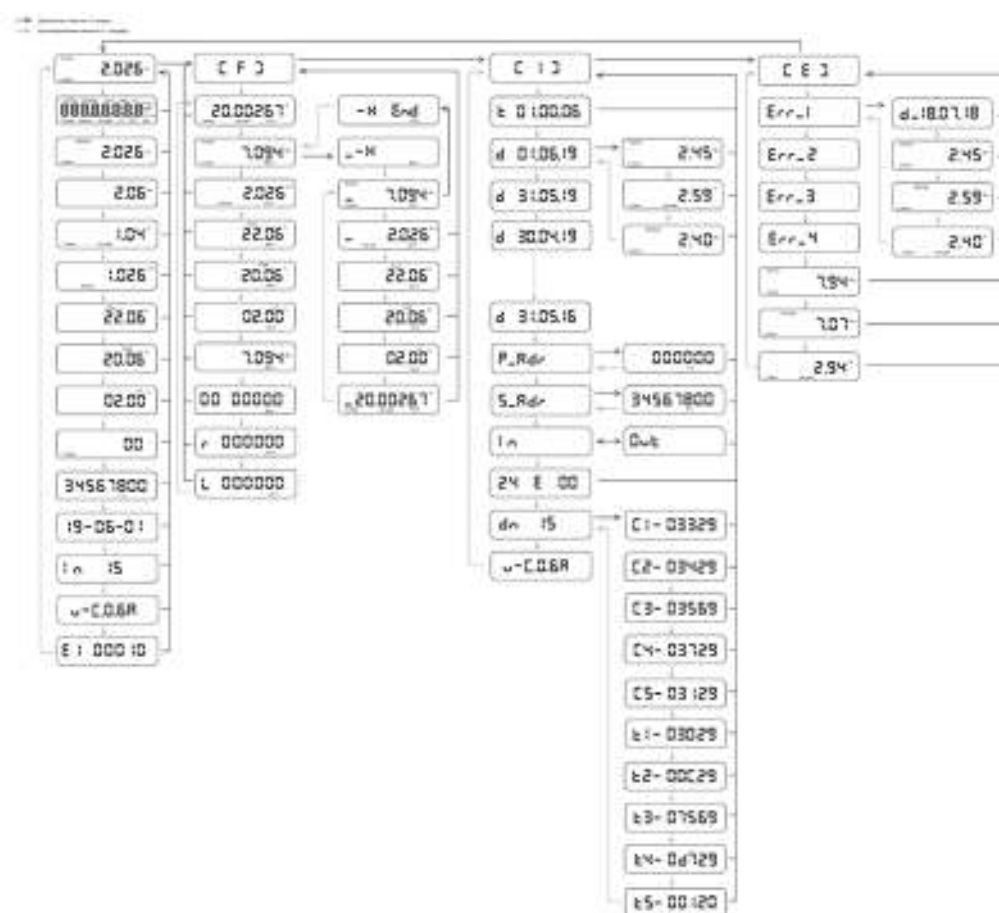 2.026
[ F ]
[ I ]
[ E ]
88888888
20.00267
-H End
t 01.00.06
Err_1
d_18.07.18
2.026
7.094
_-H
d 01.06.19
2.45
Err_2
2.45
2.06
2.026
_ 7.094
d 31.05.19
2.59
Err_3
2.59
1.04
22.06
_ 2.026
d 30.04.19
2.40
Err_4
2.40
1.026
20.06
22.06
7.94
22.06
02.00
20.06
d 31.05.16
7.07
20.06
7.094
02.00
P_Adr
000000
2.94
02.00
00 00000
_20.00267
S_Adr
34567800
00
r 000000
In
Out
34567800
L 000000
24 E 00
19-06-01
dn 15
C1-03329
In 15
u-C.0.6A
C2-03429
u-C.0.6A
C3-03569
E1 00010
C4-03729
C5-03129
t1-03029
t2-00C29
t3-07569
t4-0d729
t5-00120